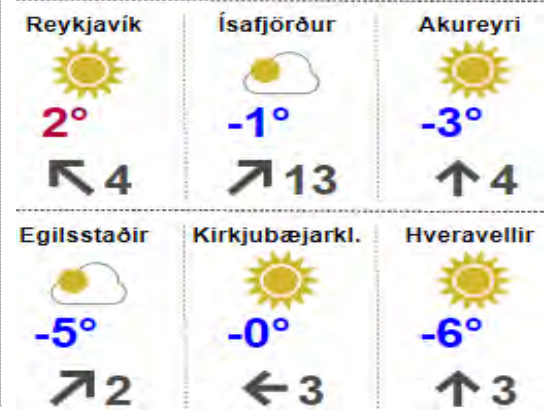 Reykjavík Ísafjörður Akureyri
2° -1° -3°
4 13 4
Egilsstaðir Kirkjubæjarkl. Hveravellir
-5° -0° -6°
2 3 3